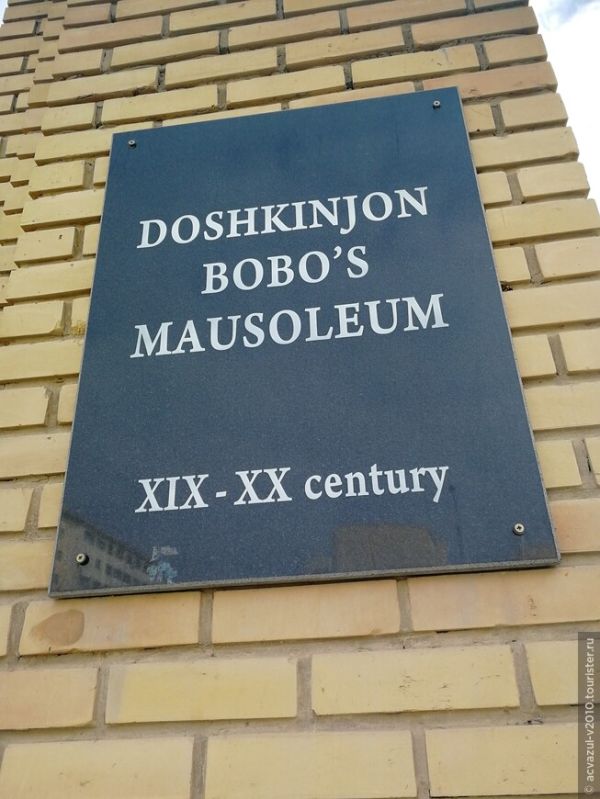 DOSHKINJON
BOBO'S
MAUSOLEUM
XIX - XX century
© acvazul-v2010.tourister.ru